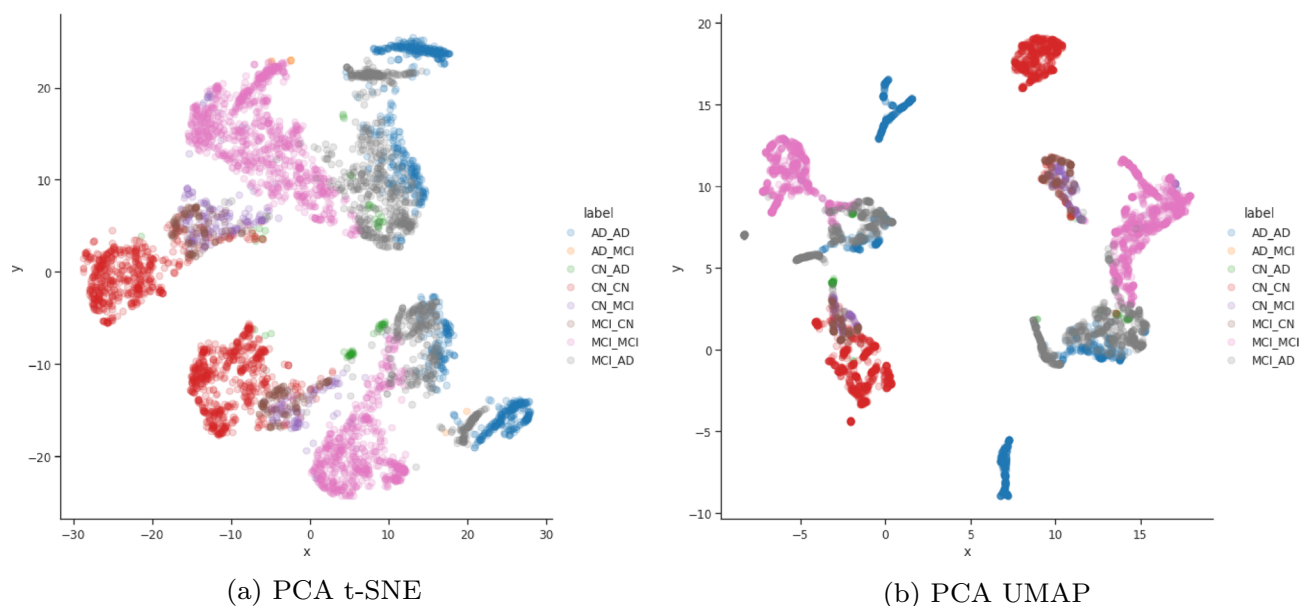 20
10
0
−10
−20
y
−30
−20
−10
0
10
20
30
x
label
AD_AD
AD_MCI
CN_AD
CN_CN
CN_MCI
MCI_CN
MCI_MCI
MCI_AD
(a) PCA t-SNE
20
15
10
5
0
−5
−10
y
−5
0
5
10
15
x
label
AD_AD
AD_MCI
CN_AD
CN_CN
CN_MCI
MCI_CN
MCI_MCI
MCI_AD
(b) PCA UMAP